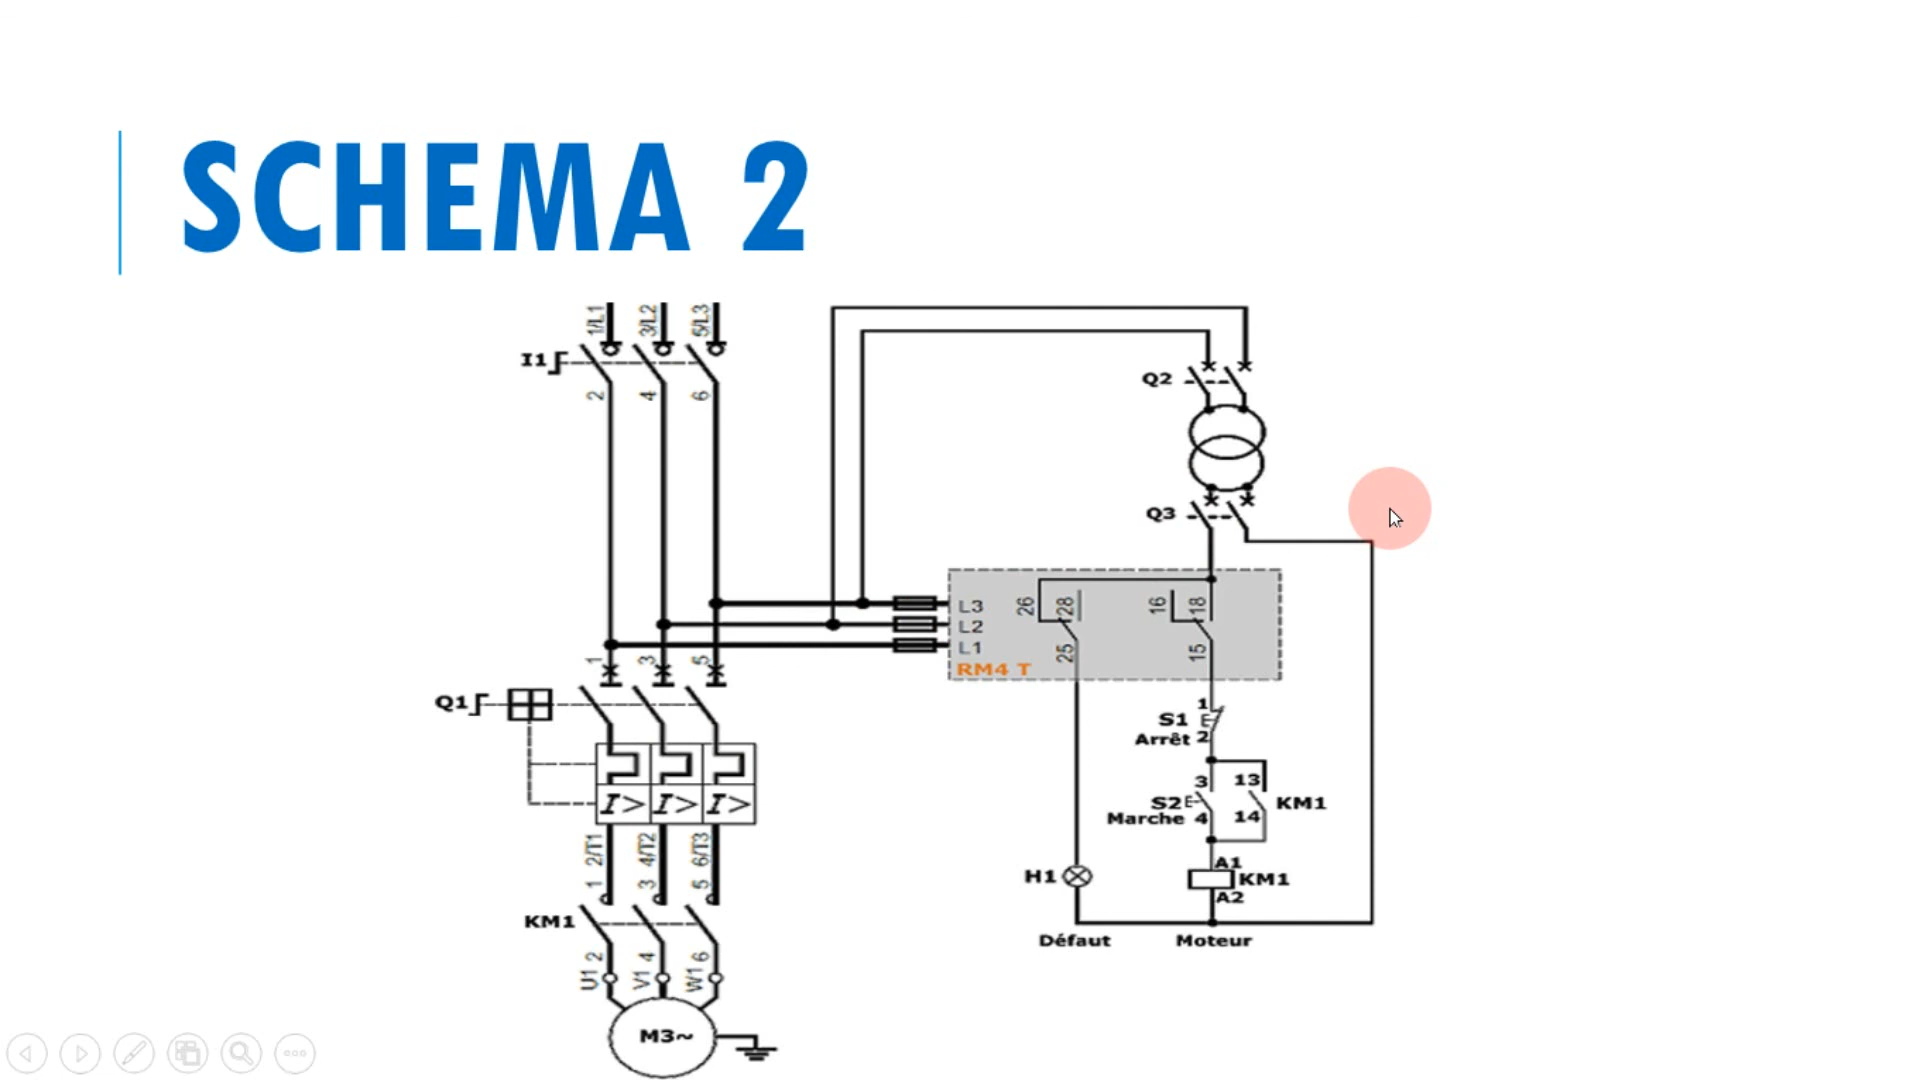 SCHEMA 2
1/L1 3/L2 5/L3
I1
2 4 6
Q2
Q3
L3
L2
L1
RM4 T
26 28 16 18
25 15
1 3 5
Q1
I> I> I>
2/T1 4/T2 6/T3
1 3 5
KM1
2 4 6
U1 V1 W1
M3~
1
S1
Arrêt 2
3 13
S2 KM1
Marche 4 14
A1
H1 KM1
A2
Défaut Moteur